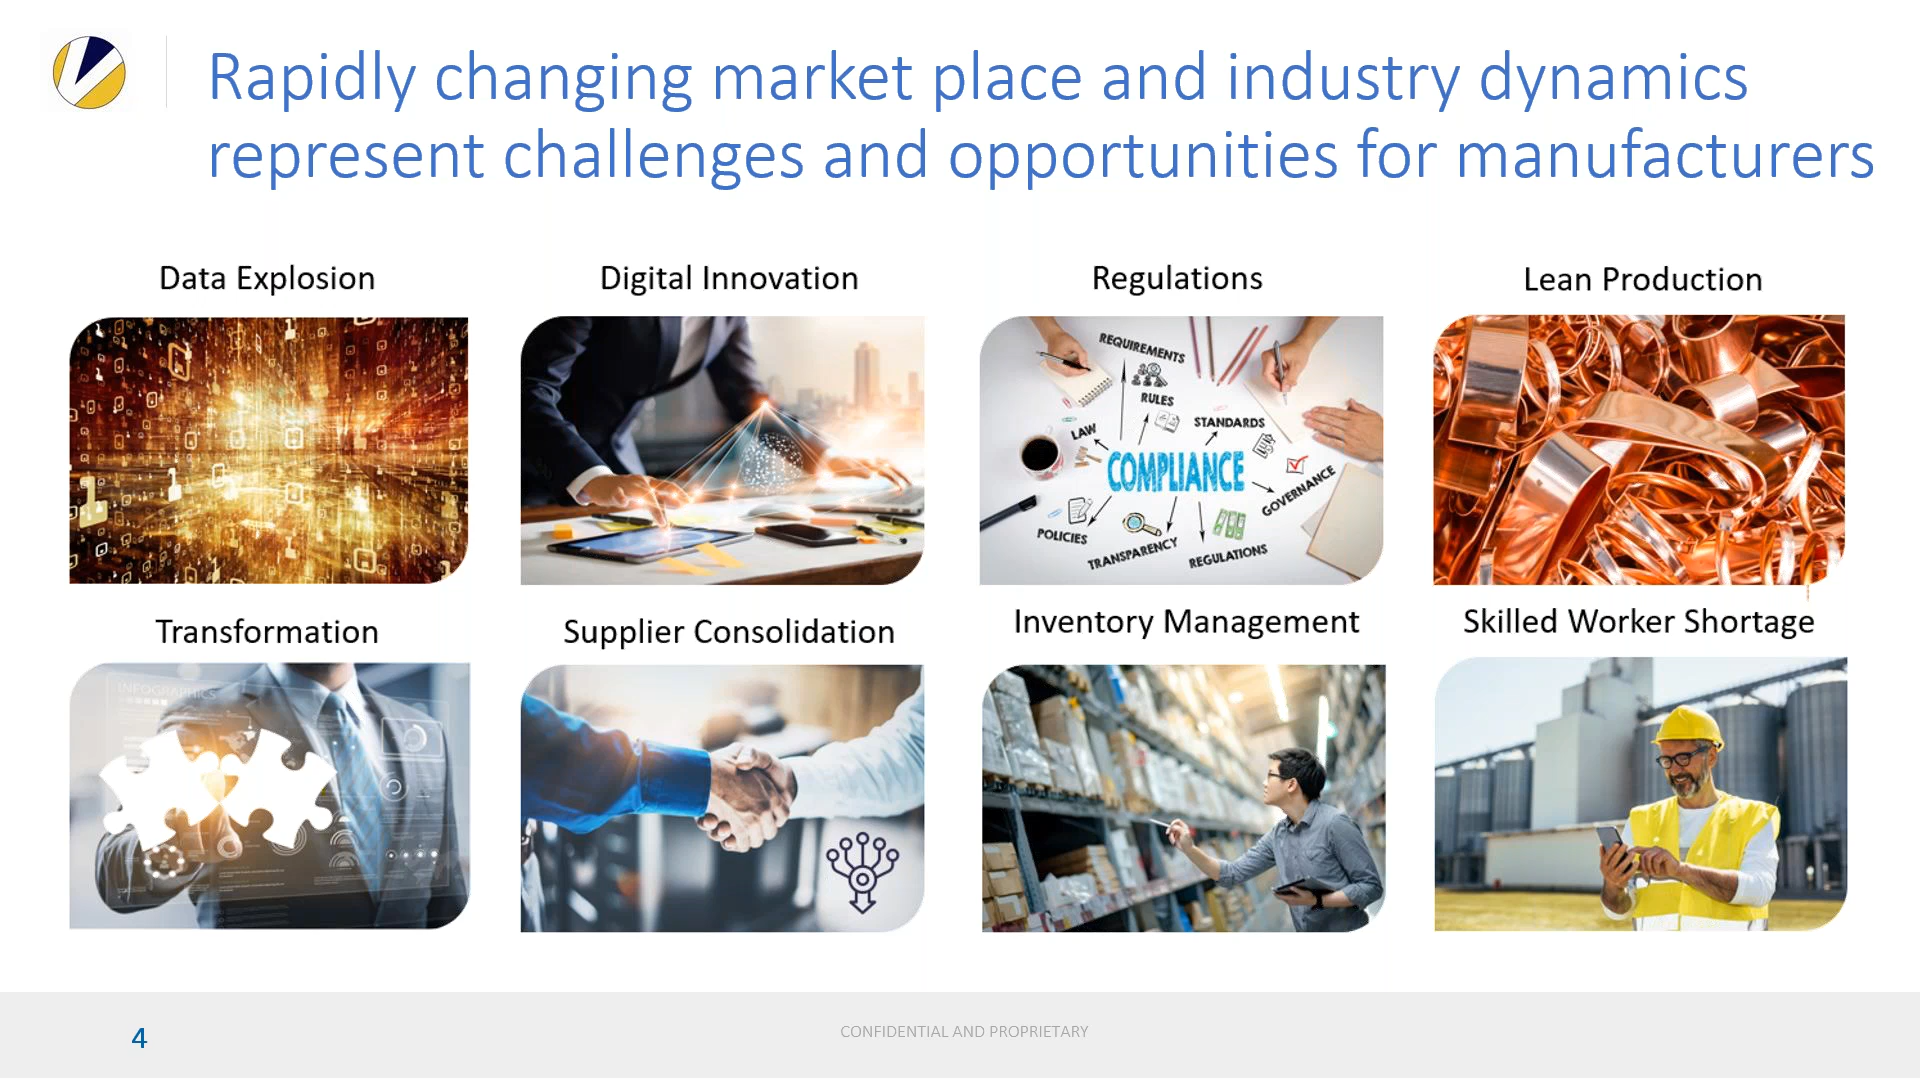 Rapidly changing market place and industry dynamics
represent challenges and opportunities for manufacturers
Data Explosion
Digital Innovation
Regulations
Lean Production
REQUIREMENTS
RULES
LAW
STANDARDS
COMPLIANCE
GOVERNANCE
POLICIES
TRANSPARENCY
REGULATIONS
Transformation
Supplier Consolidation
Inventory Management
Skilled Worker Shortage
INFOGRAPHICS
4
CONFIDENTIAL AND PROPRIETARY